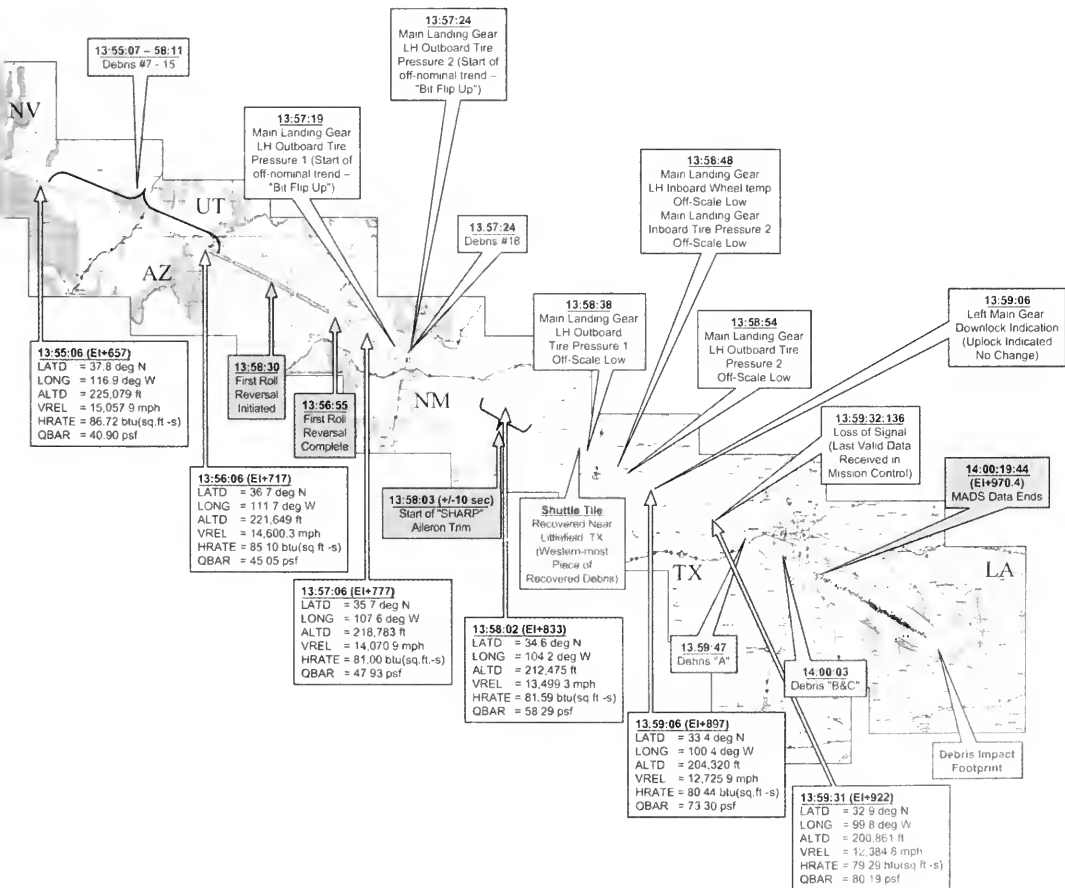 13:57:24
Main Landing Gear
LH Outboard Tire
Pressure 2 (Start of
off-nominal trend –
"Bit Flip Up")
13:55:07 – 58:11
Debris #7 - 15
NV
13:57:19
Main Landing Gear
LH Outboard Tire
Pressure 1 (Start of
off-nominal trend –
"Bit Flip Up")
13:58:48
Main Landing Gear
LH Inboard Wheel temp
Off-Scale Low
Main Landing Gear
Inboard Tire Pressure 2
Off-Scale Low
UT
13.57:24
Debris #18
AZ
13:58:38
Main Landing Gear
LH Outboard
Tire Pressure 1
Off-Scale Low
13:58:54
Main Landing Gear
LH Outboard Tire
Pressure 2
Off-Scale Low
13:59:06
Left Main Gear
Downlock Indication
(Uplock Indicated
No Change)
13:55:06 (EI+657)
LATD = 37.8 deg N
LONG = 116.9 deg W
ALTD = 225,079 ft
VREL = 15,057 9 mph
HRATE = 86.72 btu(sq.ft -s)
QBAR = 40.90 psf
13:58:30
First Roll
Reversal
Initiated
13:56:55
First Roll
Reversal
Complete
NM
13:59:32:136
Loss of Signal
(Last Valid Data
Received in
Mission Control)
14:00:19:44
(EI+970.4)
MADS Data Ends
13:56:06 (EI+717)
LATD = 36 7 deg N
LONG = 111.7 deg W
ALTD = 221,649 ft
VREL = 14,600.3 mph
HRATE = 85 10 btu(sq ft -s)
QBAR = 45 05 psf
13:58:03 (+/-10 sec)
Start of "SHARP"
Aileron Trim
Shuttle Tile
Recovered Near
Littlefield, TX
(Western-most
Piece of
Recovered Debris)
TX
LA
13:57:06 (EI+777)
LATD = 35.7 deg N
LONG = 107.6 deg W
ALTD = 218,783 ft
VREL = 14,070 9 mph
HRATE = 81.00 btu(sq.ft.-s)
QBAR = 47 93 psf
13:58:02 (EI+833)
LATD = 34.6 deg N
LONG = 104.2 deg W
ALTD = 212,475 ft
VREL = 13,499 3 mph
HRATE = 81.59 btu(sq ft -s)
QBAR = 58 29 psf
13.59:47
Debris "A"
14:00:03
Debris "B&C"
13:59:06 (EI+897)
LATD = 33 4 deg N
LONG = 100 4 deg W
ALTD = 204,320 ft
VREL = 12,725 9 mph
HRATE = 80 44 btu(sq.ft -s)
QBAR = 73 30 psf
Debris Impact
Footprint
13:59:31 (EI+922)
LATD = 32 9 deg N
LONG = 99 8 deg W
ALTD = 200,861 ft
VREL = 12,384 8 mph
HRATE = 79 29 btu(sq ft -s)
QBAR = 80 19 psf